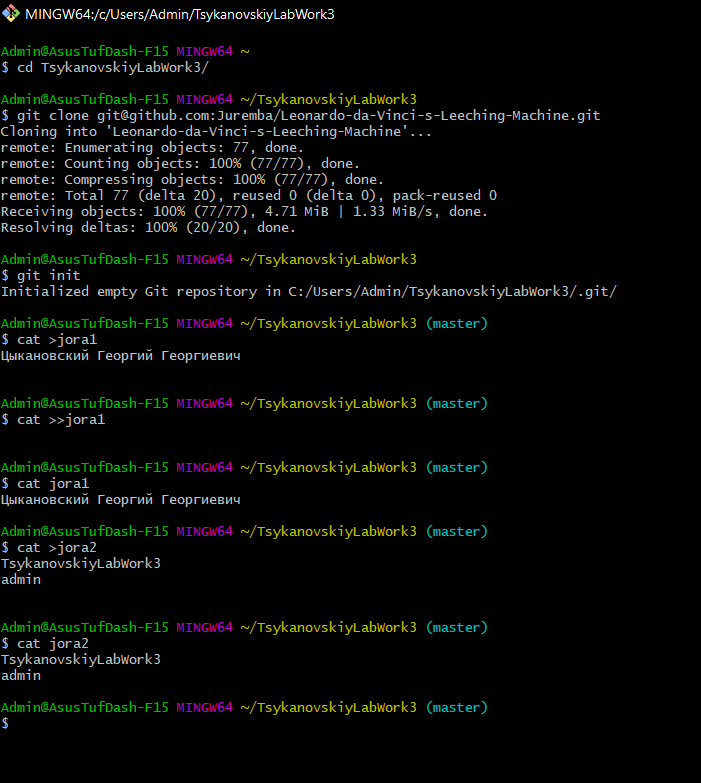 MINGW64:/c/Users/Admin/TsykanovskiyLabWork3
Admin@AsusTufDash-F15 MINGW64 ~
$ cd TsykanovskiyLabWork3/
Admin@AsusTufDash-F15 MINGW64 ~/TsykanovskiyLabWork3
$ git clone git@github.com:Juremba/Leonardo-da-Vinci-s-Leeching-Machine.git
Cloning into 'Leonardo-da-Vinci-s-Leeching-Machine'...
remote: Enumerating objects: 77, done.
remote: Counting objects: 100% (77/77), done.
remote: Compressing objects: 100% (77/77), done.
remote: Total 77 (delta 20), reused 0 (delta 0), pack-reused 0
Receiving objects: 100% (77/77), 4.71 MiB | 1.33 MiB/s, done.
Resolving deltas: 100% (20/20), done.
Admin@AsusTufDash-F15 MINGW64 ~/TsykanovskiyLabWork3
$ git init
Initialized empty Git repository in C:/Users/Admin/TsykanovskiyLabWork3/.git/
Admin@AsusTufDash-F15 MINGW64 ~/TsykanovskiyLabWork3 (master)
$ cat >jora1
Цыкановский Георгий Георгиевич
Admin@AsusTufDash-F15 MINGW64 ~/TsykanovskiyLabWork3 (master)
$ cat >>jora1
Admin@AsusTufDash-F15 MINGW64 ~/TsykanovskiyLabWork3 (master)
$ cat jora1
Цыкановский Георгий Георгиевич
Admin@AsusTufDash-F15 MINGW64 ~/TsykanovskiyLabWork3 (master)
$ cat >jora2
TsykanovskiyLabWork3
admin
Admin@AsusTufDash-F15 MINGW64 ~/TsykanovskiyLabWork3 (master)
$ cat jora2
TsykanovskiyLabWork3
admin
Admin@AsusTufDash-F15 MINGW64 ~/TsykanovskiyLabWork3 (master)
$